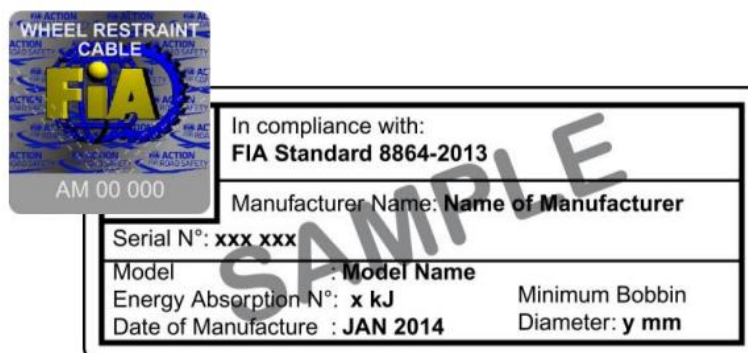 WHEEL RESTRAINT
CABLE
FIA
AM 00 000
In compliance with:
FIA Standard 8864-2013
Manufacturer Name: Name of Manufacturer
Serial N°: xxx xxx
Model : Model Name
Energy Absorption N°: x kJ
Date of Manufacture : JAN 2014
Minimum Bobbin
Diameter: y mm
SAMPLE